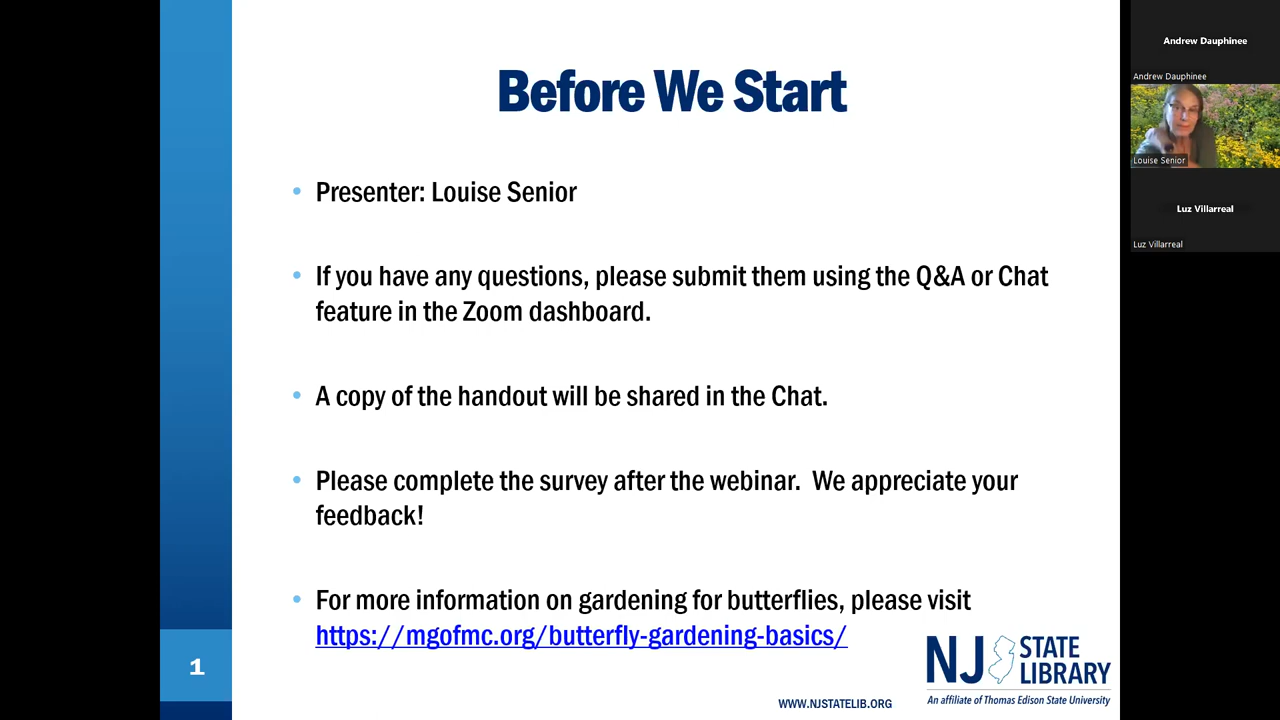 Before We Start
• Presenter: Louise Senior
• If you have any questions, please submit them using the Q&A or Chat
feature in the Zoom dashboard.
• A copy of the handout will be shared in the Chat.
• Please complete the survey after the webinar.  We appreciate your
feedback!
• For more information on gardening for butterflies, please visit
https://mgofmc.org/butterfly-gardening-basics/
1
WWW.NJSTATELIB.ORG
NJ STATE
LIBRARY
An affiliate of Thomas Edison State University
Andrew Dauphinee
Andrew Dauphinee
Louise Senior
Luz Villarreal
Luz Villarreal